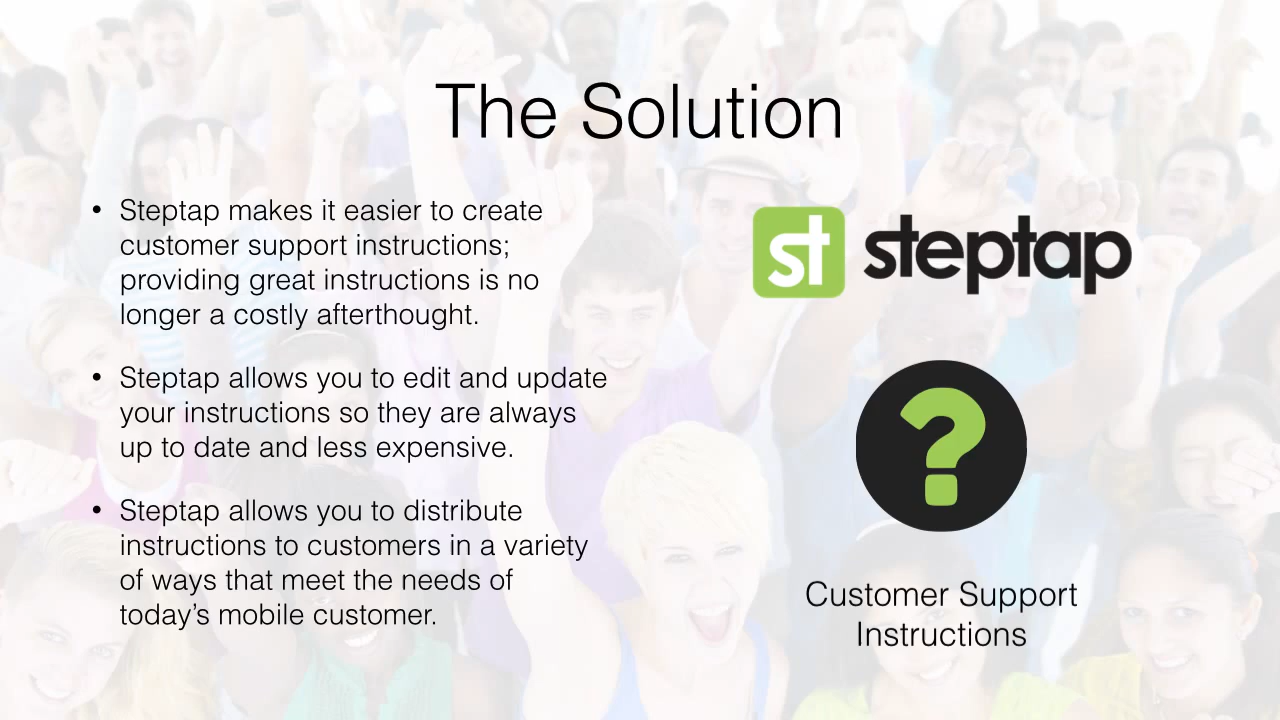 The Solution
• Steptap makes it easier to create
customer support instructions;
providing great instructions is no
longer a costly afterthought.
• Steptap allows you to edit and update
your instructions so they are always
up to date and less expensive.
• Steptap allows you to distribute
instructions to customers in a variety
of ways that meet the needs of
today’s mobile customer.
st steptap
?
Customer Support
Instructions